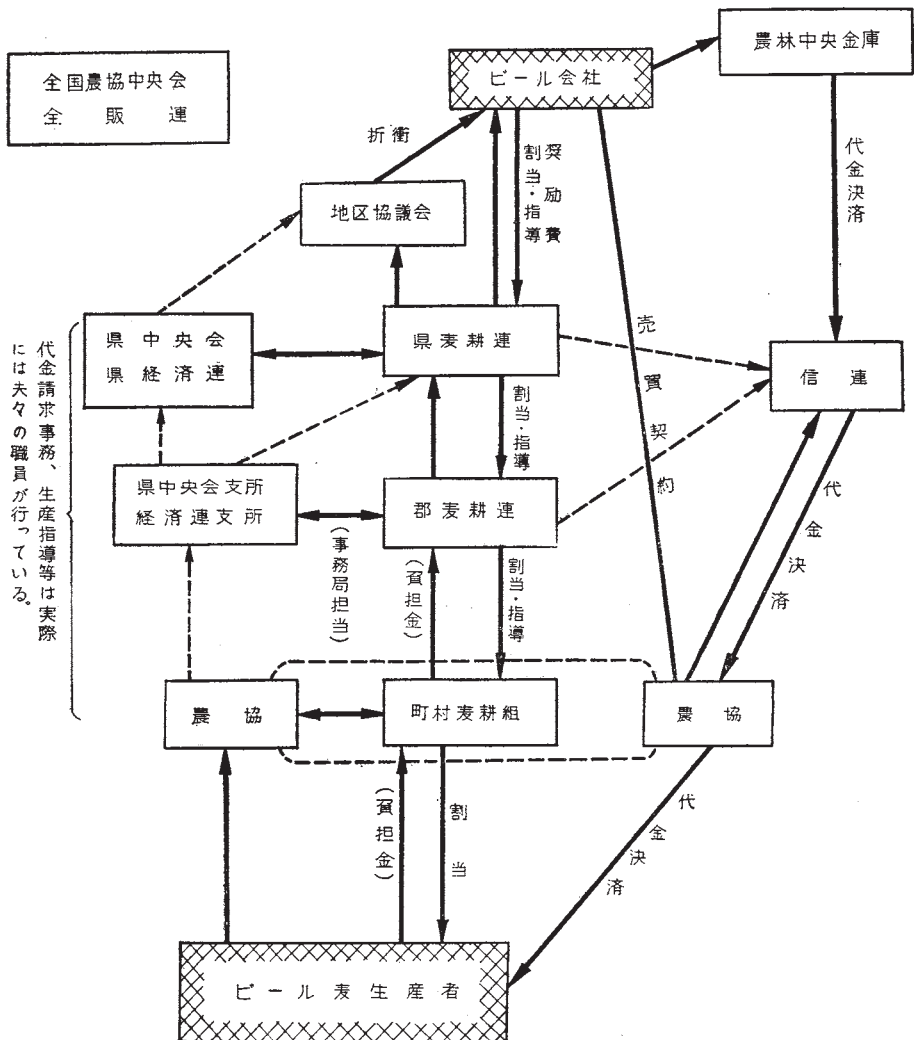 全国農協中央会
全販連
ビール会社
農林中央金庫
折衝
奨励費
割当・指導
代金決済
地区協議会
県中央会
県経済連
県麦耕連
売買契約
信連
割当・指導
県中央会支所
経済連支所
郡麦耕連
代金決済
(事務局担当)
(負担金)
割当・指導
代金請求事務、生産指導等は実際
には夫々の職員が行っている。
農協
町村麦耕組
農協
(負担金)
割当
代金決済
ビール麦生産者